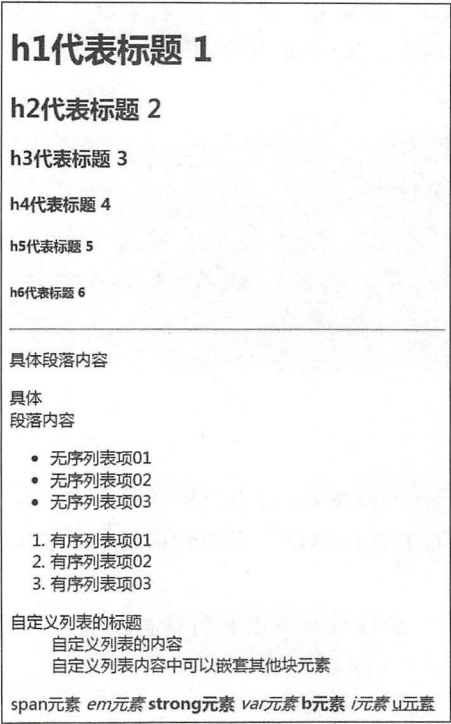 h1代表标题 1
h2代表标题 2
h3代表标题 3
h4代表标题 4
h5代表标题 5
h6代表标题 6
具体段落内容
具体
段落内容
• 无序列表项01
• 无序列表项02
• 无序列表项03
1. 有序列表项01
2. 有序列表项02
3. 有序列表项03
自定义列表的标题
自定义列表的内容
自定义列表内容中可以嵌套其他块元素
span元素 em元素 strong元素 var元素 b元素 i元素 u元素